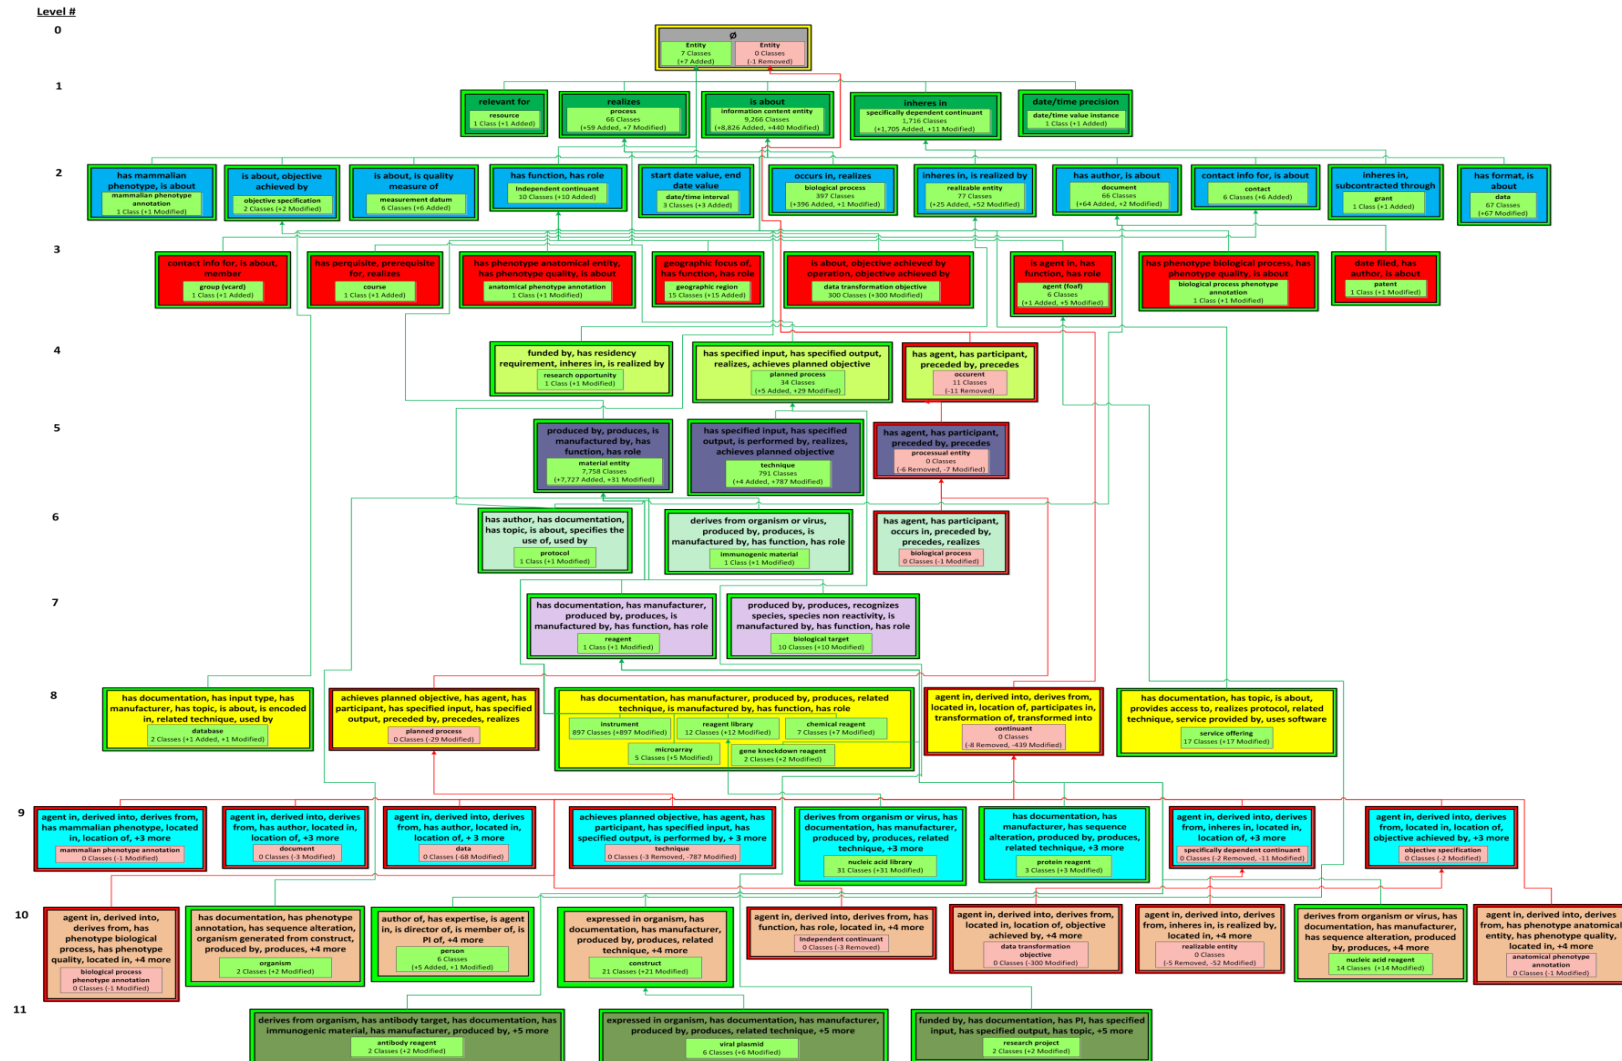 Level #
0
Ø
Entity
7 Classes
(+7 Added)
Entity
0 Classes
(-1 Removed)
1
relevant for
resource
1 Class (+1 Added)
realizes
process
66 Classes
(+59 Added, +7 Modified)
is about
information content entity
9,266 Classes
(+8,826 Added, +440 Modified)
inheres in
specifically dependent continuant
1,716 Classes
(+1,705 Added, +11 Modified)
date/time precision
date/time value instance
1 Class (+1 Added)
2
has mammalian
phenotype, is about
mammalian phenotype
annotation
1 Class (+1 Modified)
is about, objective
achieved by
objective specification
2 Classes (+2 Modified)
is about, is quality
measure of
measurement datum
6 Classes (+6 Added)
has function, has role
Independent continuant
10 Classes (+10 Added)
start date value, end
date value
date/time interval
3 Classes (+3 Added)
occurs in, realizes
biological process
397 Classes
(+396 Added, +1 Modified)
inheres in, is realized by
realizable entity
77 Classes
(+25 Added, +52 Modified)
has author, is about
document
66 Classes
(+64 Added, +2 Modified)
contact info for, is about
contact
6 Classes (+6 Added)
inheres in,
subcontracted through
grant
1 Class (+1 Added)
has format, is
about
data
67 Classes
(+67 Modified)
3
contact info for, is about,
member
group (vcard)
1 Class (+1 Added)
has perquisite, prerequisite
for, realizes
course
1 Class (+1 Added)
has phenotype anatomical entity,
has phenotype quality, is about
anatomical phenotype annotation
1 Class (+1 Modified)
geographic focus of,
has function, has role
geographic region
15 Classes (+15 Added)
is about, objective achieved by
operation, objective achieved by
data transformation objective
300 Classes (+300 Modified)
is agent in, has
function, has role
agent (foaf)
6 Classes
(+1 Added, +5 Modified)
has phenotype biological process, has
phenotype quality, is about
biological process phenotype
annotation
1 Class (+1 Modified)
date filed, has
author, is about
patent
1 Class (+1 Modified)
4
funded by, has residency
requirement, inheres in, is realized by
research opportunity
1 Class (+1 Modified)
has specified input, has specified output,
realizes, achieves planned objective
planned process
34 Classes
(+5 Added, +29 Modified)
has agent, has participant,
preceded by, precedes
occurent
11 Classes
(-11 Removed)
5
produced by, produces, is
manufactured by, has
function, has role
material entity
7,758 Classes
(+7,727 Added, +31 Modified)
has specified input, has specified
output, is performed by, realizes,
achieves planned objective
technique
791 Classes
(+4 Added, +787 Modified)
has agent, has participant,
preceded by, precedes
processual entity
0 Classes
(-6 Removed, -7 Modified)
6
has author, has documentation,
has topic, is about, specifies the
use of, used by
protocol
1 Class (+1 Modified)
derives from organism or virus,
produced by, produces, is
manufactured by, has function, has role
immunogenic material
1 Class (+1 Modified)
has agent, has participant,
occurs in, preceded by,
precedes, realizes
biological process
0 Classes (-1 Modified)
7
has documentation, has manufacturer,
produced by, produces, is
manufactured by, has function, has role
reagent
1 Class (+1 Modified)
produced by, produces, recognizes
species, species non reactivity, is
manufactured by, has function, has role
biological target
10 Classes (+10 Modified)
8
has documentation, has input type, has
manufacturer, has topic, is about, is encoded
in, related technique, used by
database
2 Classes (+1 Added, +1 Modified)
achieves planned objective, has agent, has
participant, has specified input, has specified
output, preceded by, precedes, realizes
planned process
0 Classes (-29 Modified)
has documentation, has manufacturer, produced by, produces, related
technique, is manufactured by, has function, has role
instrument
897 Classes (+897 Modified)
reagent library
12 Classes (+12 Modified)
chemical reagent
7 Classes (+7 Modified)
microarray
5 Classes (+5 Modified)
gene knockdown reagent
2 Classes (+2 Modified)
agent in, derived into, derives from,
located in, location of, participates in,
transformation of, transformed into
continuant
0 Classes
(-8 Removed, -439 Modified)
has documentation, has topic, is about,
provides access to, realizes protocol, related
technique, service provided by, uses software
service offering
17 Classes (+17 Modified)
9
agent in, derived into, derives from,
has mammalian phenotype, located
in, location of, +3 more
mammalian phenotype annotation
0 Classes (-1 Modified)
agent in, derived into, derives
from, has author, located in,
location of, +3 more
document
0 Classes (-3 Modified)
agent in, derived into, derives
from, has author, located in,
location of, + 3 more
data
0 Classes (-68 Modified)
achieves planned objective, has agent, has
participant, has specified input, has
specified output, is performed by, + 3 more
technique
0 Classes (-3 Removed, -787 Modified)
derives from organism or virus, has
documentation, has manufacturer,
produced by, produces, related
technique, +3 more
nucleic acid library
31 Classes (+31 Modified)
has documentation, has
manufacturer, has sequence
alteration, produced by, produces,
related technique, +3 more
protein reagent
3 Classes (+3 Modified)
agent in, derived into, derives
from, inheres in, located in,
location of, +3 more
specifically dependent continuant
0 Classes (-2 Removed, -11 Modified)
agent in, derived into, derives
from, located in, location of,
objective achieved by, +3 more
objective specification
0 Classes (-2 Modified)
10
agent in, derived into,
derives from, has
phenotype biological
process, has phenotype
quality, located in, +4 more
biological process
phenotype annotation
0 Classes (-1 Modified)
has documentation, has phenotype
annotation, has sequence alteration,
organism generated from construct,
produced by, produces, +4 more
organism
2 Classes (+2 Modified)
author of, has expertise, is agent
in, is director of, is member of, is
PI of, +4 more
person
6 Classes
(+5 Added, +1 Modified)
expressed in organism, has
documentation, has manufacturer,
produced by, produces, related
technique, +4 more
construct
21 Classes (+21 Modified)
agent in, derived into, derives from, has
function, has role, located in, +4 more
Independent continuant
0 Classes (-3 Removed)
agent in, derived into, derives from,
located in, location of, objective
achieved by, +4 more
data transformation
objective
0 Classes (-300 Modified)
agent in, derived into, derives
from, inheres in, is realized by,
located in, +4 more
realizable entity
0 Classes
(-5 Removed, -52 Modified)
derives from organism or virus, has
documentation, has manufacturer,
has sequence alteration, produced
by, produces, +4 more
nucleic acid reagent
14 Classes (+14 Modified)
agent in, derived into, derives
from, has phenotype anatomical
entity, has phenotype quality,
located in, +4 more
anatomical phenotype
annotation
0 Classes (-1 Modified)
11
derives from organism, has antibody target, has documentation, has
immunogenic material, has manufacturer, produced by, +5 more
antibody reagent
2 Classes (+2 Modified)
expressed in organism, has documentation, has manufacturer,
produced by, produces, related technique, +5 more
viral plasmid
6 Classes (+6 Modified)
funded by, has documentation, has PI, has specified
input, has specified output, has topic, +5 more
research project
2 Classes (+2 Modified)